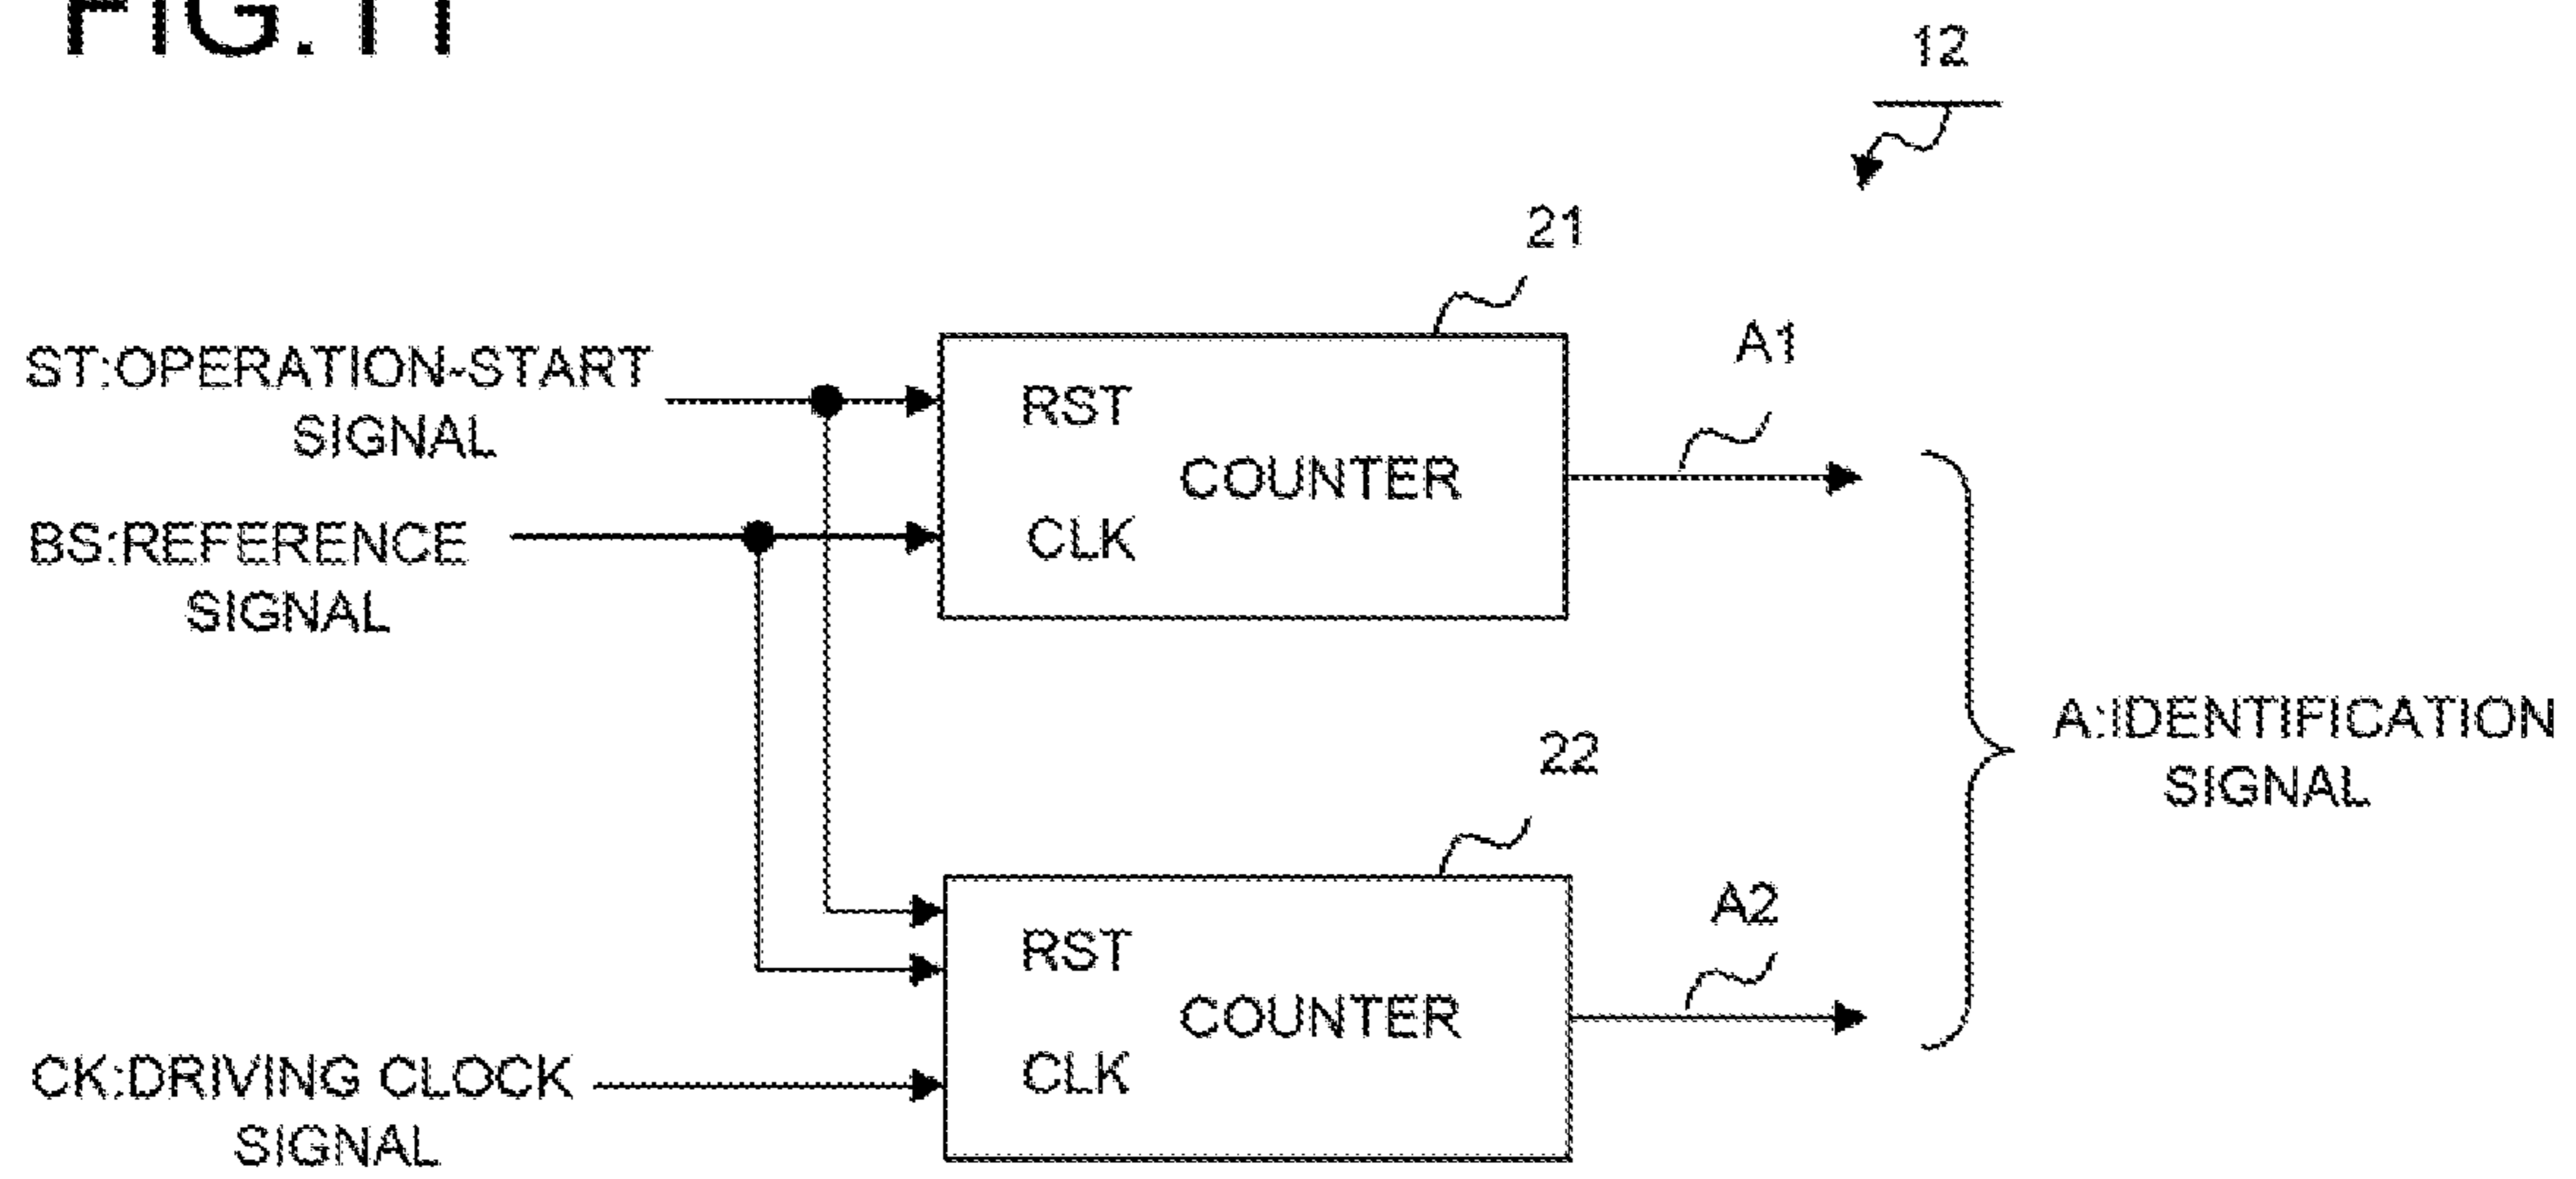 FIG. 11
12
21
ST:OPERATION-START
SIGNAL
RST
COUNTER
CLK
A1
BS:REFERENCE
SIGNAL
A:IDENTIFICATION
SIGNAL
22
RST
COUNTER
CLK
A2
CK:DRIVING CLOCK
SIGNAL